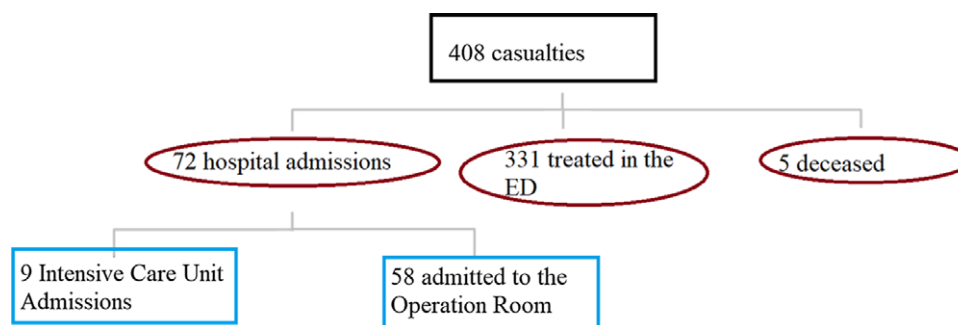 408 casualties
72 hospital admissions
331 treated in the
ED
5 deceased
9 Intensive Care Unit
Admissions
58 admitted to the
Operation Room